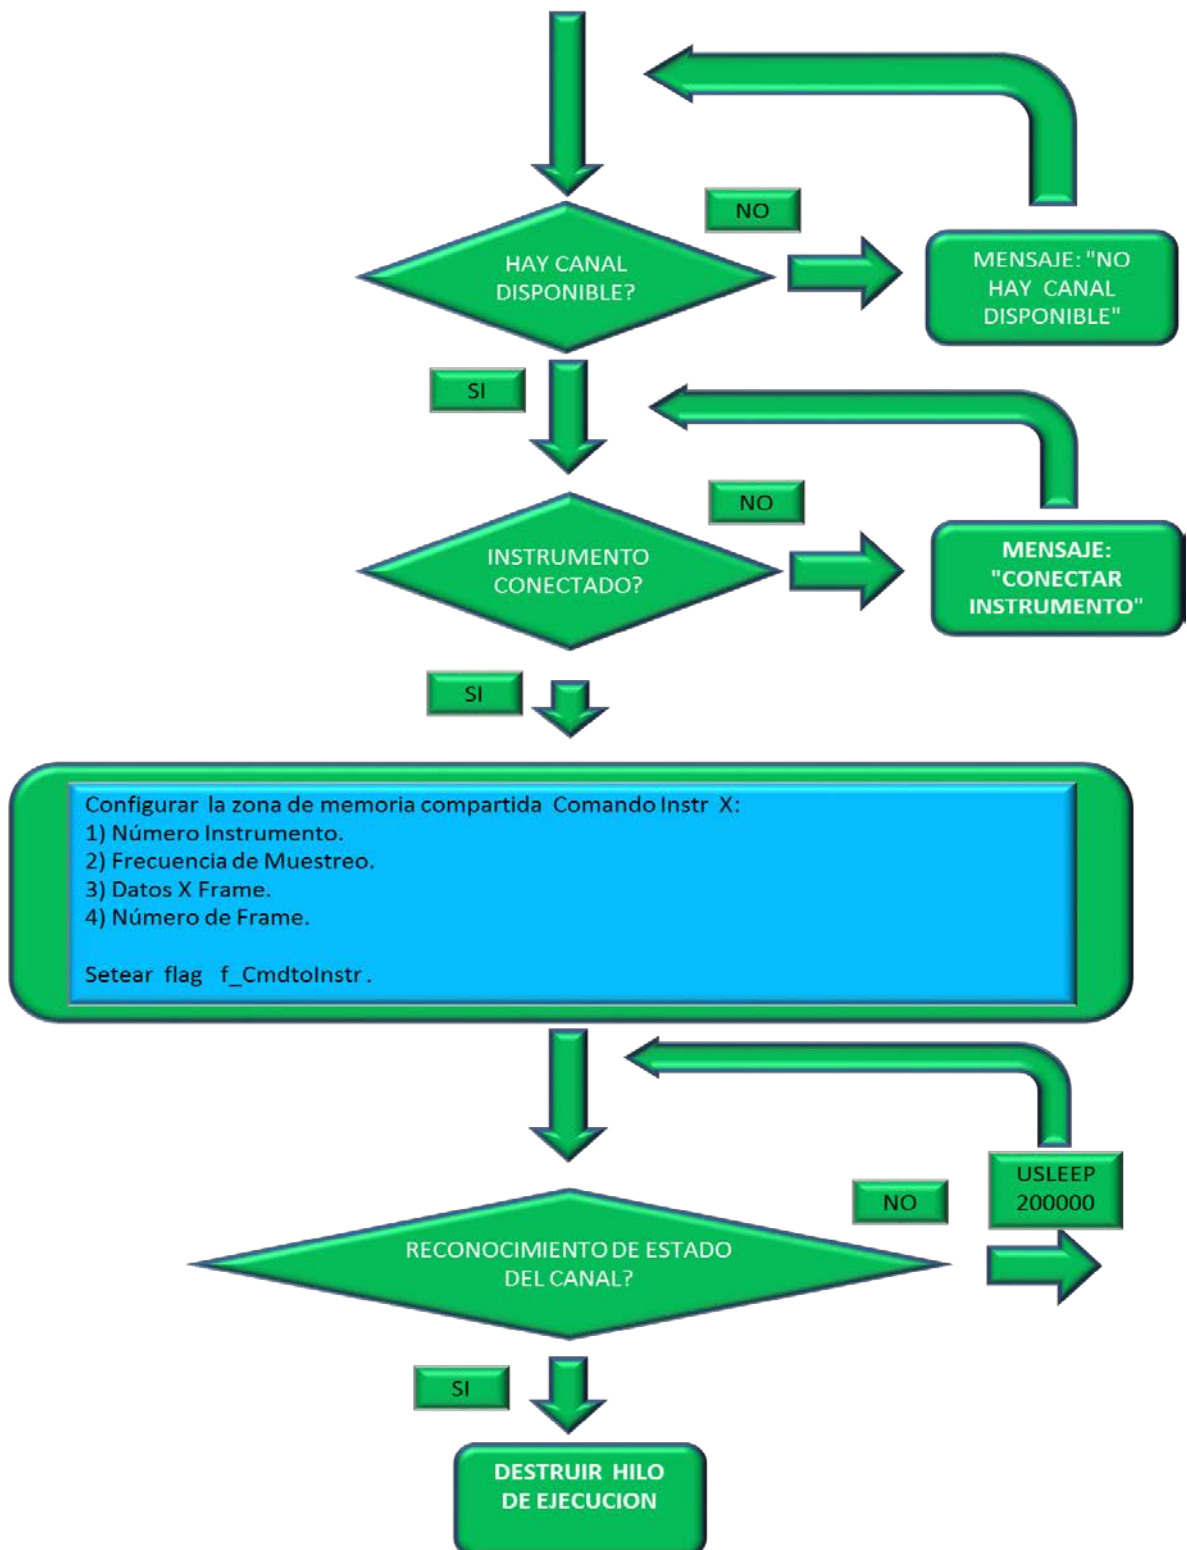 NO
HAY CANAL
DISPONIBLE?
MENSAJE: "NO
HAY CANAL
DISPONIBLE"
SI
NO
INSTRUMENTO
CONECTADO?
MENSAJE:
"CONECTAR
INSTRUMENTO"
SI
Configurar la zona de memoria compartida Comando Instr X:
1) Número Instrumento.
2) Frecuencia de Muestreo.
3) Datos X Frame.
4) Número de Frame.
Setear flag f_CmdtoInstr.
USLEEP
200000
NO
RECONOCIMIENTO DE ESTADO
DEL CANAL?
SI
DESTRUIR HILO
DE EJECUCION